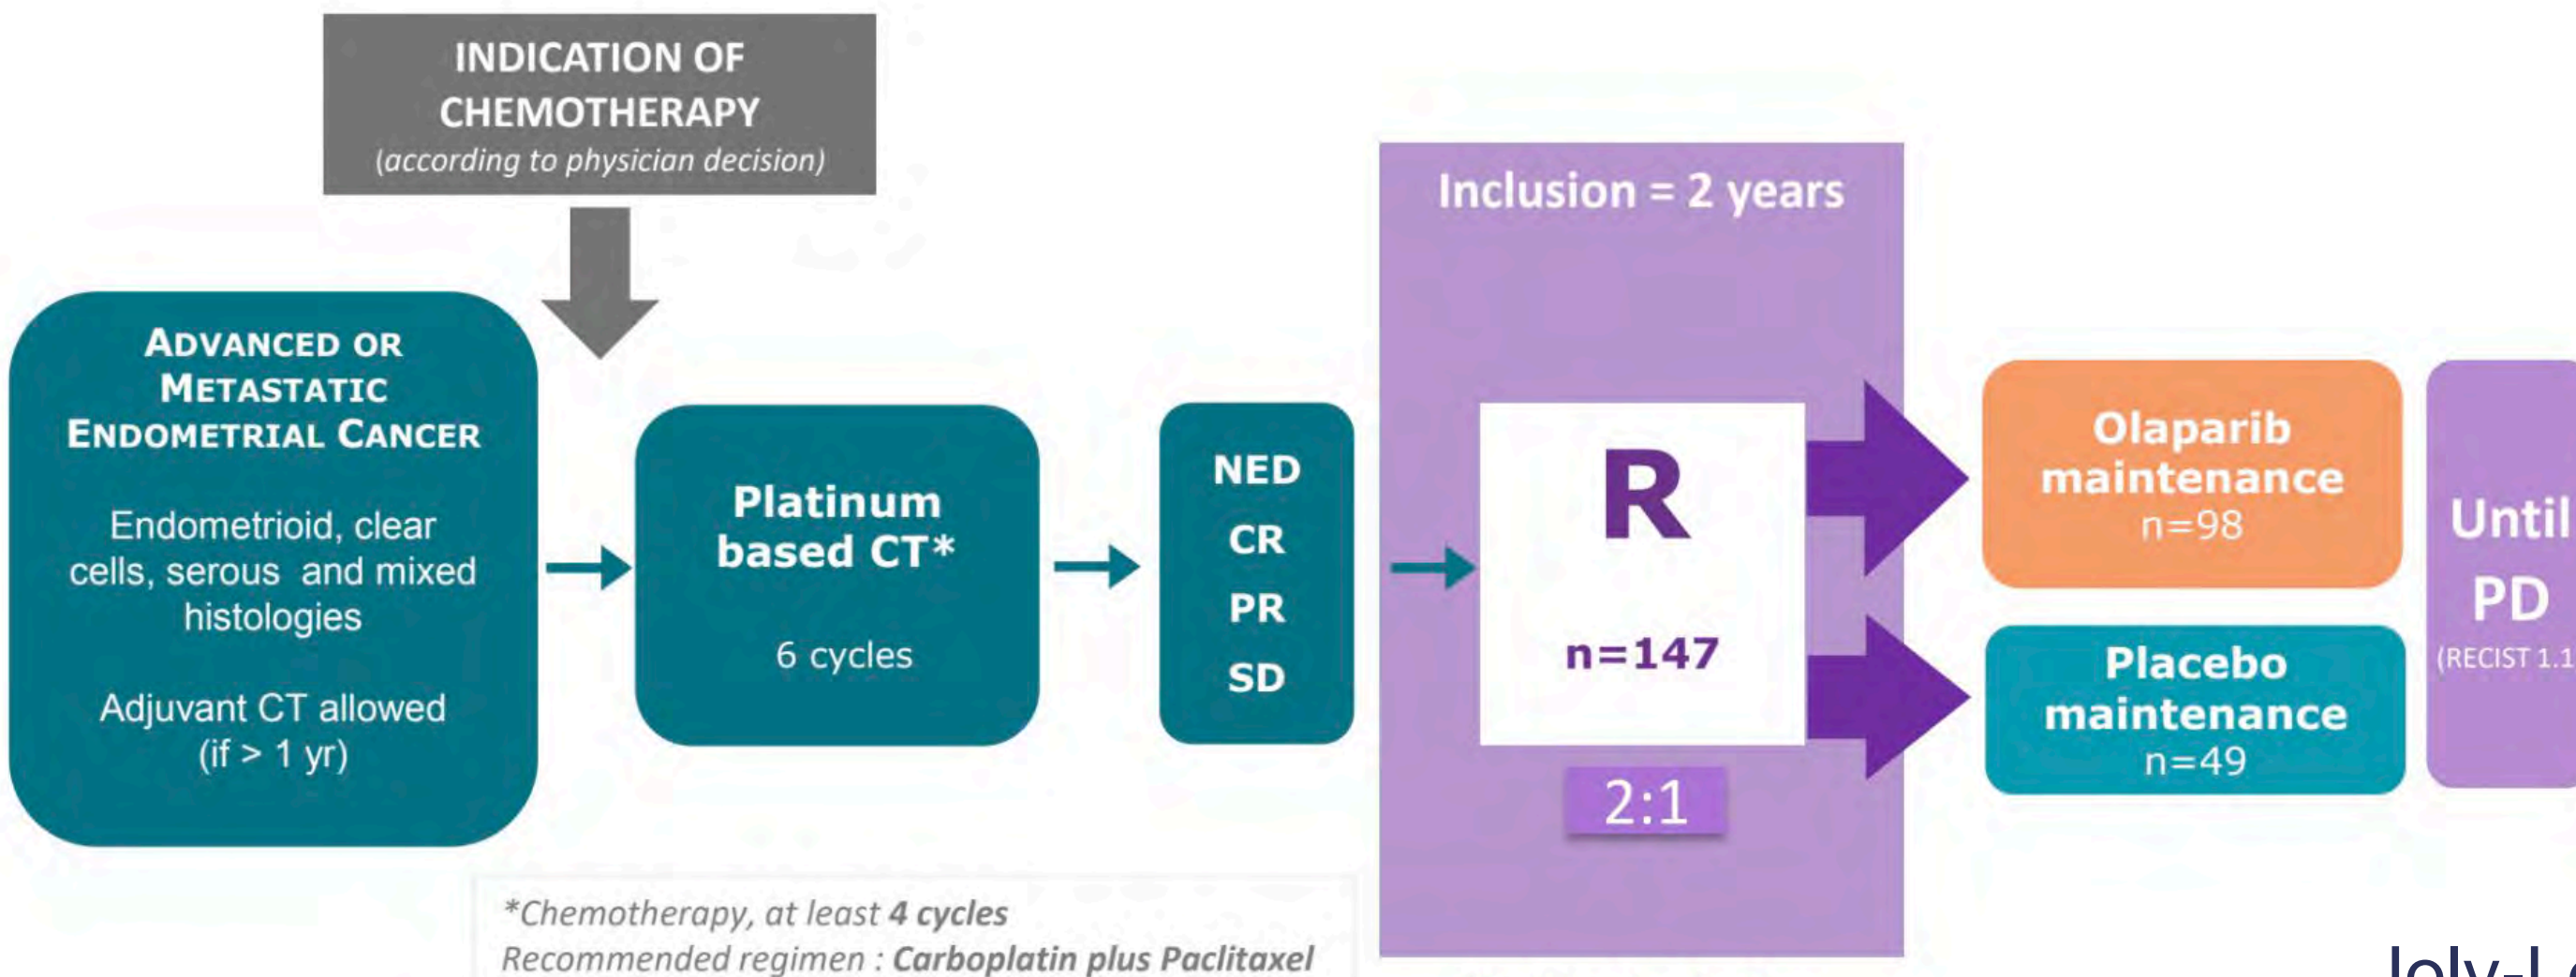 INDICATION OF
CHEMOTHERAPY
(according to physician decision)
ADVANCED OR
METASTATIC
ENDOMETRIAL CANCER
Endometrioid, clear
cells, serous and mixed
histologies
Adjuvant CT allowed
(if > 1 yr)
Platinum
based CT*
6 cycles
NED
CR
PR
SD
Inclusion = 2 years
R
n=147
2:1
Olaparib
maintenance
n=98
Placebo
maintenance
n=49
Until
PD
(RECIST 1.1
*Chemotherapy, at least 4 cycles
Recommended regimen : Carboplatin plus Paclitaxel